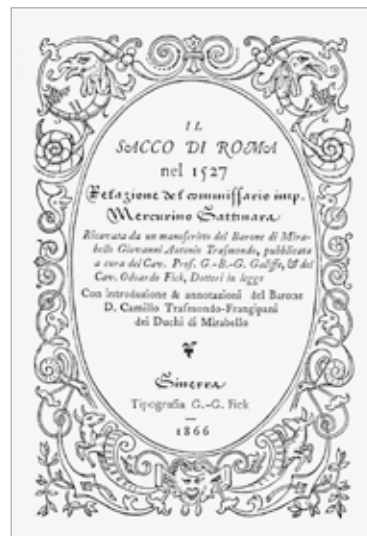 IL
SACCO DI ROMA
nel 1527
Relazione del commissario imp.
Mercurino Gattinara
Ricavata da un manoscritto del Barone di Mira-
bello Giovanni Antonio Trasmondo, pubblicata
a cura del Cav. Prof. G.-B.-G. Galiffe, & del
Cav. Odoardo Fick, Dottori in legge
Con introduzione & annotazioni del Barone
D. Camillo Trasmondo-Frangipani
dei Duchi di Mirabello
Ginevra
Tipografia G.-G. Fick
1866